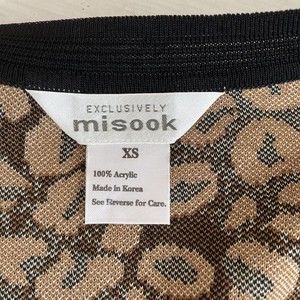 EXCLUSIVELY
misook
XS
100% Acrylic
Made in Korea
See Reverse for Care.